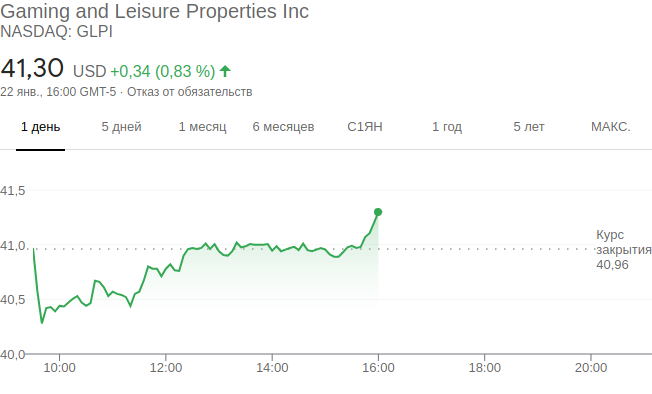 Gaming and Leisure Properties Inc
NASDAQ: GLPI
41,30 USD +0,34 (0,83 %)
22 янв., 16:00 GMT-5 · Отказ от обязательств
1 день 5 дней 1 месяц 6 месяцев С1ЯН 1 год 5 лет МАКС.
41,5
41,0
40,5
40,0
Курс
закрытия
40,96
10:00 12:00 14:00 16:00 18:00 20:00